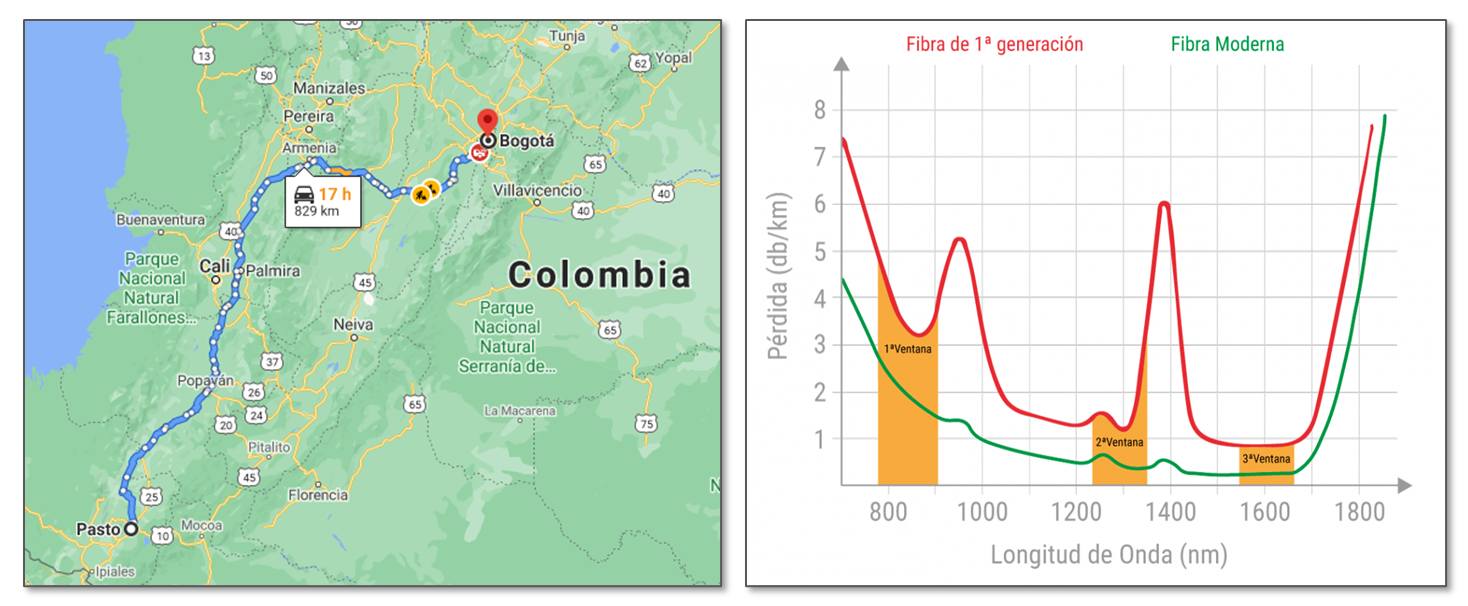 Tunja
13
62
Yopal
50
Manizales
Pereira
Armenia
Bogotá
65
17 h
829 km
Villavicencio
40
40
Buenaventura
40
Parque
Nacional
Natural
Farallones...
Cali
Palmira
Colombia
45
Parque
Nacional
Natural
Serranía de...
Neiva
65
37
Popayán
26
24
20
65
La Macarena
75
Pitalito
45
25
Florencia
Pasto
10
Mocoa
Ipiales
N
Fibra de 1ª generación
Fibra Moderna
Pérdida (db/km)
8
7
6
5
4
3
2
1
1ªVentana
2ªVentana
3ªVentana
800
1000
1200
1400
1600
1800
Longitud de Onda (nm)